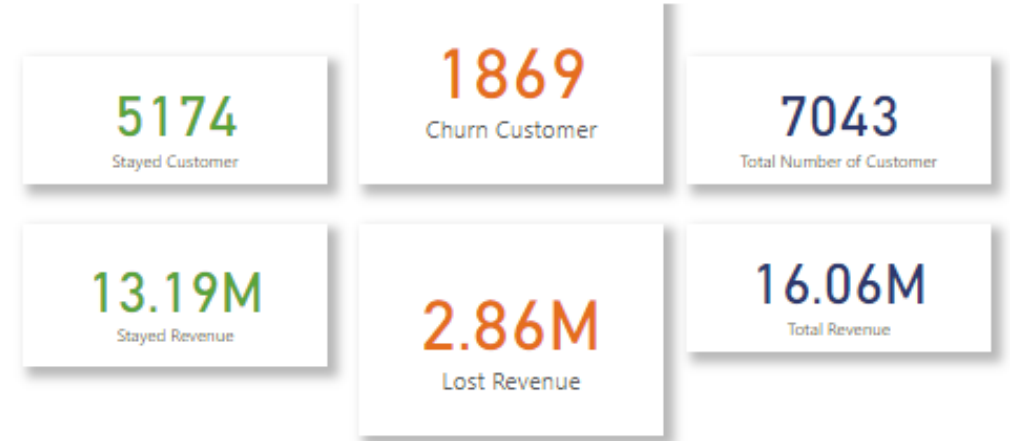 5174
Stayed Customer
1869
Churn Customer
7043
Total Number of Customer
13.19M
Stayed Revenue
2.86M
Lost Revenue
16.06M
Total Revenue